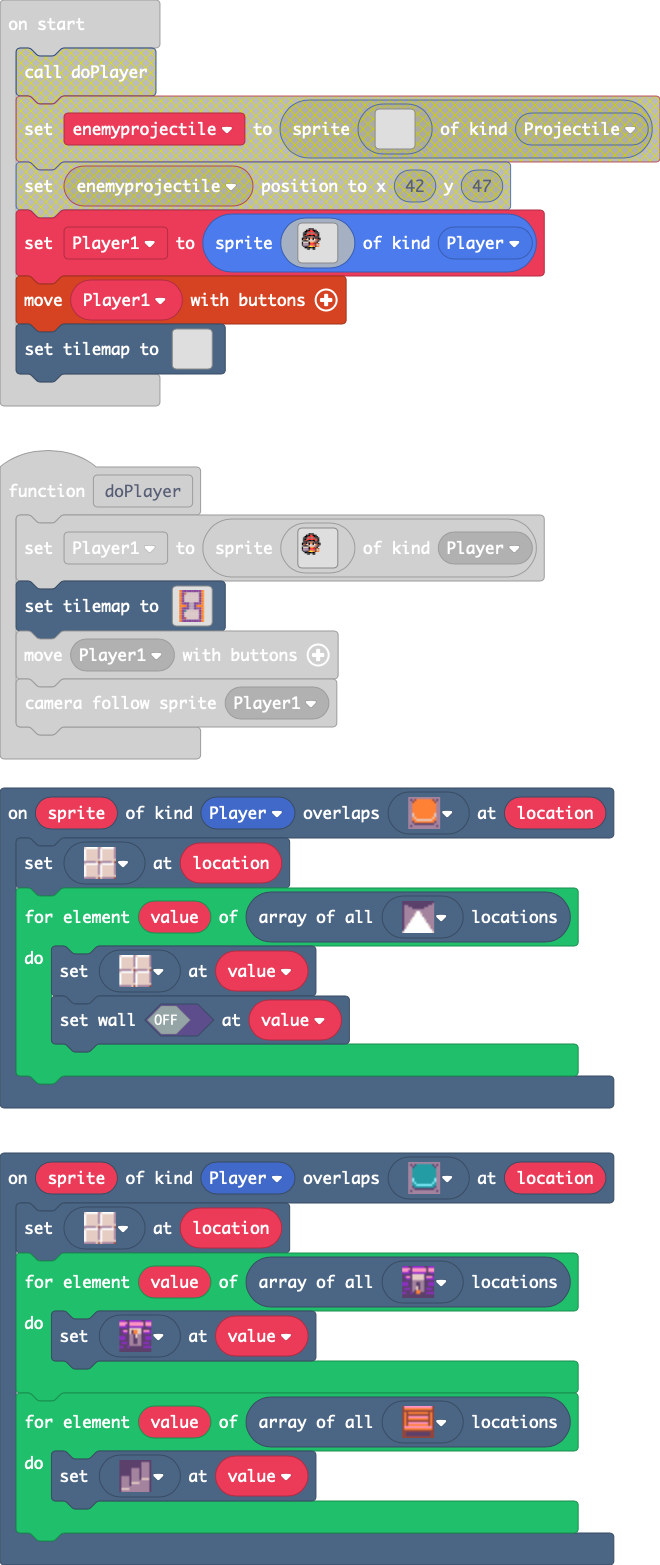 on start
call doPlayer
set enemyprojectile to sprite of kind Projectile
set enemyprojectile position to x 42 y 47
set Player1 to sprite of kind Player
move Player1 with buttons
set tilemap to
function doPlayer
set Player1 to sprite of kind Player
set tilemap to
move Player1 with buttons
camera follow sprite Player1
on sprite of kind Player overlaps at location
set at location
for element value of array of all locations
do set at value
set wall OFF at value
on sprite of kind Player overlaps at location
set at location
for element value of array of all locations
do set at value
for element value of array of all locations
do set at value